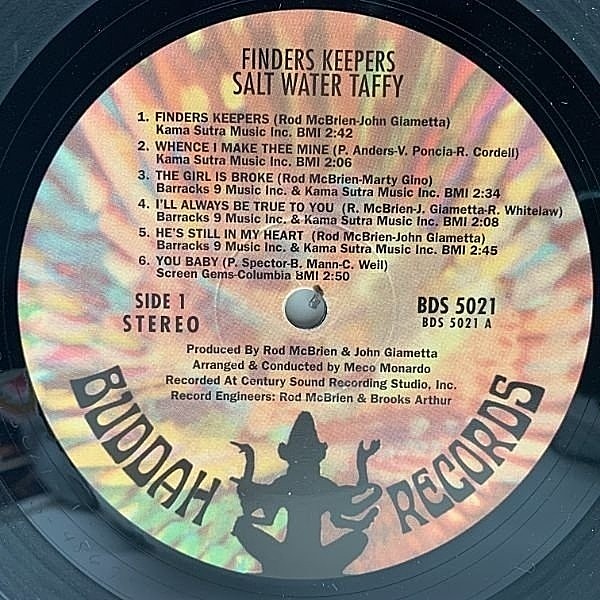 FINDERS KEEPERS
SALT WATER TAFFY
1. FINDERS KEEPERS (Rod McBrien-John Giametta)
Kama Sutra Music Inc. BMI 2:42
2. WHENCE I MAKE THEE MINE (P. Anders-V. Poncia-R. Cordell)
Kama Sutra Music Inc. BMI 2:06
3. THE GIRL IS BROKE (Rod McBrien-Marty Gino)
Barracks 9 Music Inc. & Kama Sutra Music Inc. BMI 2:34
4. I'LL ALWAYS BE TRUE TO YOU (R. McBrien-J. Giametta-R. Whitelaw)
Barracks 9 Music Inc. & Kama Sutra Music Inc. BMI 2:08
5. HE'S STILL IN MY HEART (Rod McBrien-John Giametta)
Barracks 9 Music Inc. & Kama Sutra Music Inc. BMI 2:45
6. YOU BABY (P. Spector-B. Mann-C. Weil)
Screen Gems-Columbia BMI 2:50
SIDE 1
STEREO
BDS 5021
BDS 5021 A
Produced By Rod McBrien & John Giametta
Arranged & Conducted by Meco Monardo
Recorded At Century Sound Recording Studio, Inc.
Record Engineers: Rod McBrien & Brooks Arthur
BUDDAH RECORDS